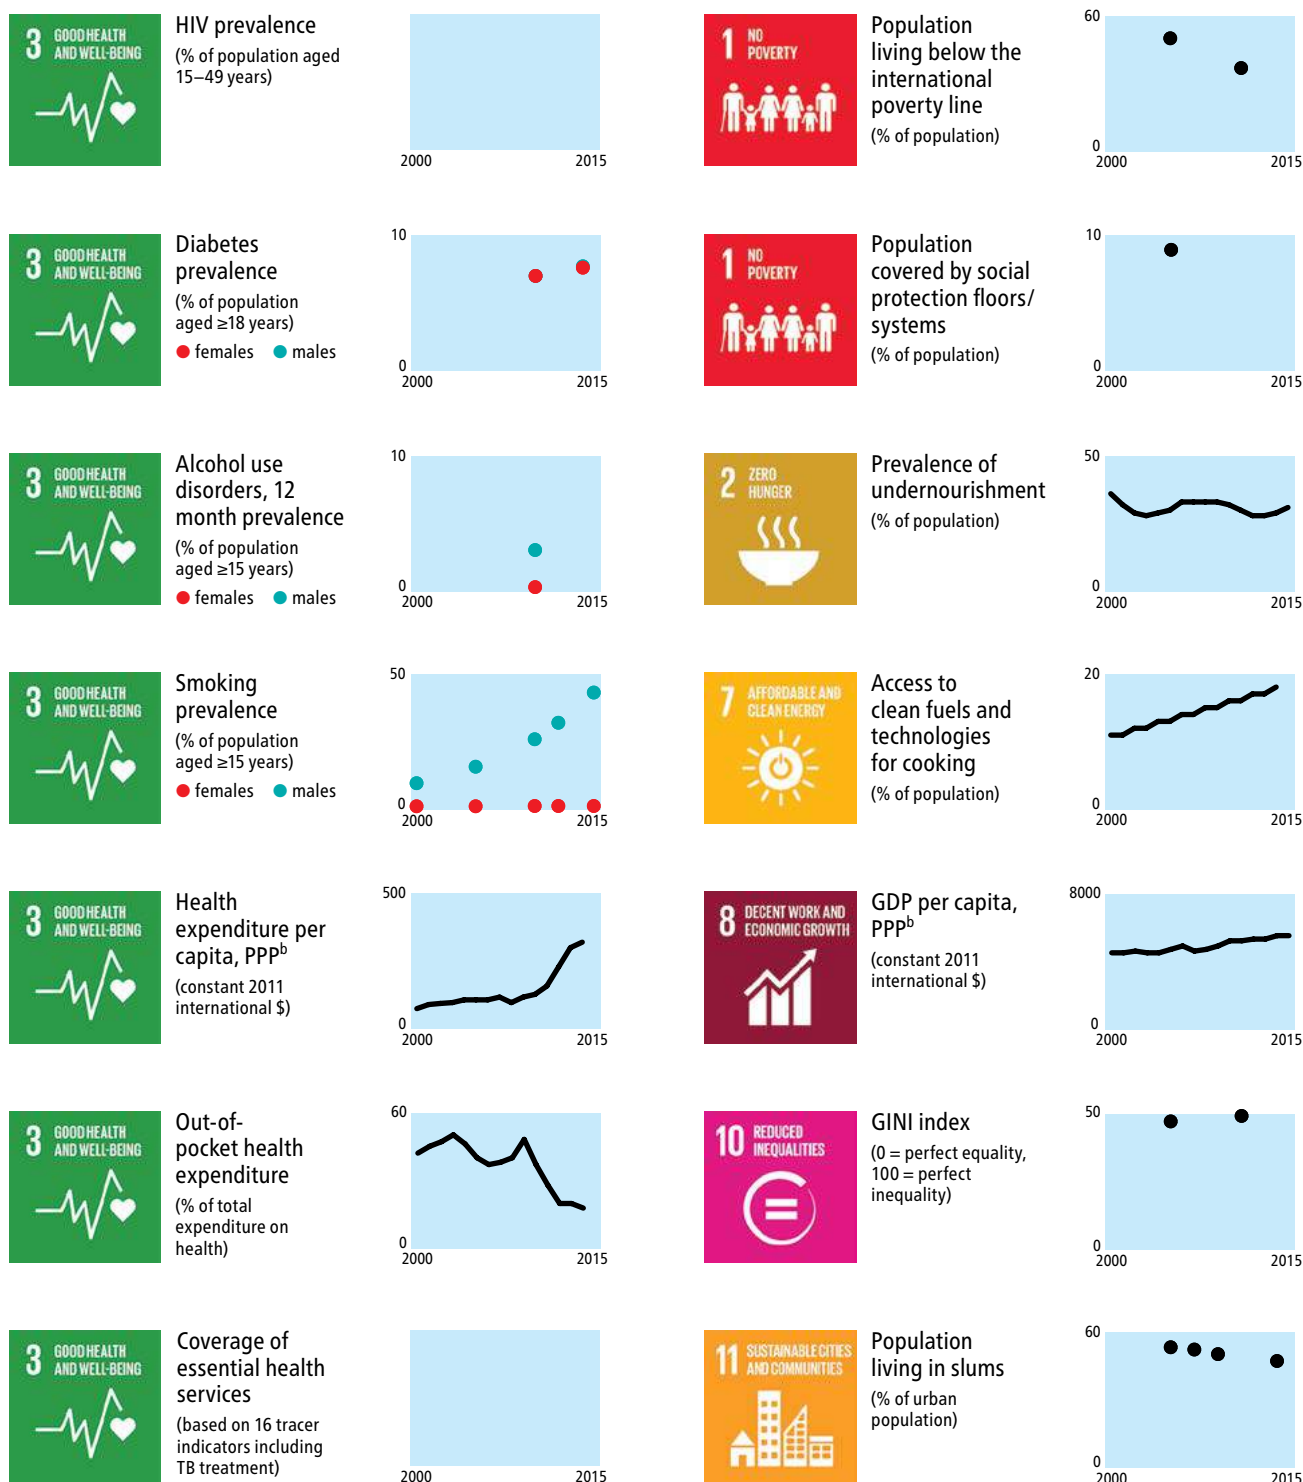 3 GOOD HEALTH
AND WELL-BEING
HIV prevalence
(% of population aged
15–49 years)
2000 2015
3 GOOD HEALTH
AND WELL-BEING
Diabetes
prevalence
(% of population
aged ≥18 years)
females males
10
0
2000 2015
3 GOOD HEALTH
AND WELL-BEING
Alcohol use
disorders, 12
month prevalence
(% of population
aged ≥15 years)
females males
10
0
2000 2015
3 GOOD HEALTH
AND WELL-BEING
Smoking
prevalence
(% of population
aged ≥15 years)
females males
50
0
2000 2015
3 GOOD HEALTH
AND WELL-BEING
Health
expenditure per
capita, PPPb
(constant 2011
international $)
500
0
2000 2015
3 GOOD HEALTH
AND WELL-BEING
Out-of-
pocket health
expenditure
(% of total
expenditure on
health)
60
0
2000 2015
3 GOOD HEALTH
AND WELL-BEING
Coverage of
essential health
services
(based on 16 tracer
indicators including
TB treatment)
2000 2015
1 NO
POVERTY
Population
living below the
international
poverty line
(% of population)
60
0
2000 2015
1 NO
POVERTY
Population
covered by social
protection floors/
systems
(% of population)
10
0
2000 2015
2 ZERO
HUNGER
Prevalence of
undernourishment
(% of population)
50
0
2000 2015
7 AFFORDABLE AND
CLEAN ENERGY
Access to
clean fuels and
technologies
for cooking
(% of population)
20
0
2000 2015
8 DECENT WORK AND
ECONOMIC GROWTH
GDP per capita,
PPPb
(constant 2011
international $)
8000
0
2000 2015
10 REDUCED
INEQUALITIES
GINI index
(0 = perfect equality,
100 = perfect
inequality)
50
0
2000 2015
11 SUSTAINABLE CITIES
AND COMMUNITIES
Population
living in slums
(% of urban
population)
60
0
2000 2015